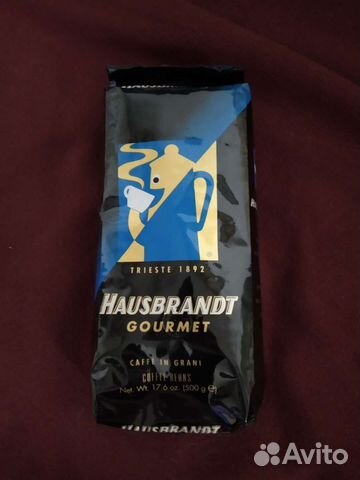 TRIESTE 1892
HAUSBRANDT
GOURMET
CAFFÈ IN GRANI
COFFEE BEANS
Net. Wt. 17.6 oz. (500 g ℮)
HAUSBRANDT
Avito